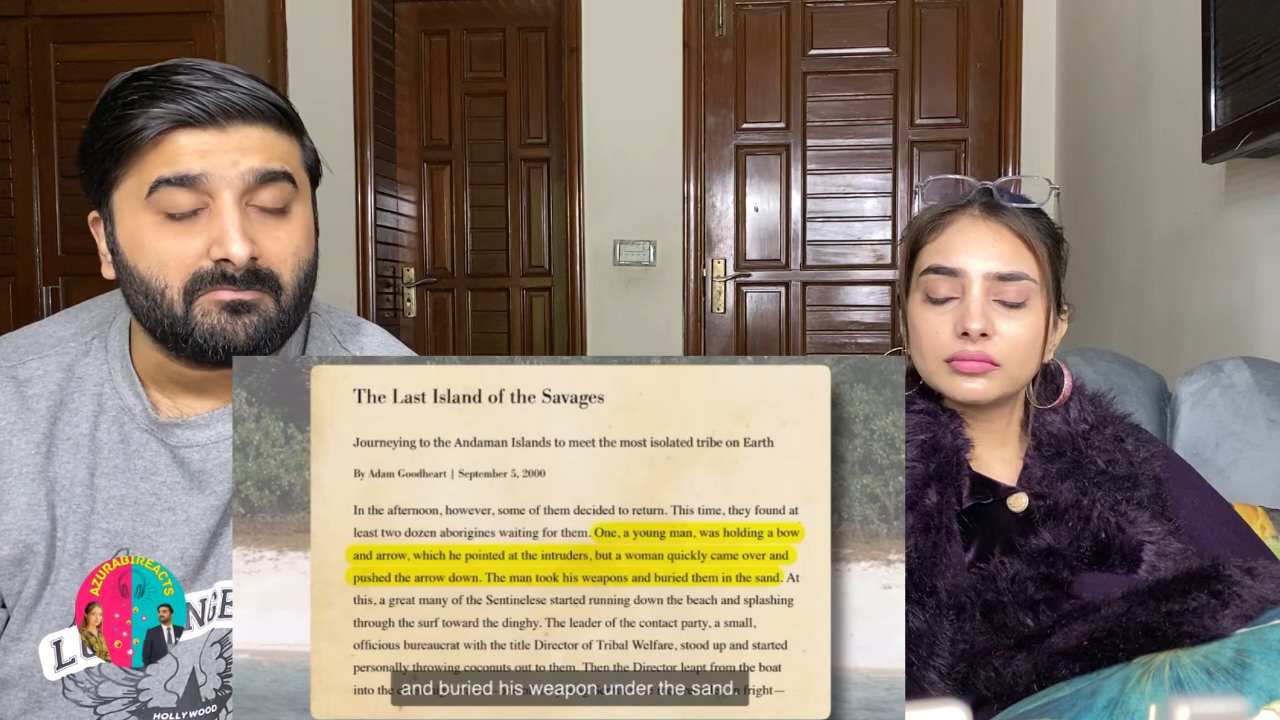 The Last Island of the Savages
Journeying to the Andaman Islands to meet the most isolated tribe on Earth
By Adam Goodheart | September 5, 2000
In the afternoon, however, some of them decided to return. This time, they found at
least two dozen aborigines waiting for them. One, a young man, was holding a bow
and arrow, which he pointed at the intruders, but a woman quickly came over and
pushed the arrow down. The man took his weapons and buried them in the sand. At
this, a great many of the Sentinelese started running down the beach and splashing
through the surf toward the dinghy. The leader of the contact party, a small,
officious bureaucrat with the title Director of Tribal Welfare, stood up and started
personally throwing coconuts out to them. Then the Director leapt from the boat
into the
fright—
and buried his weapon under the sand.
AZURABIREACTS
HOLLYWOOD